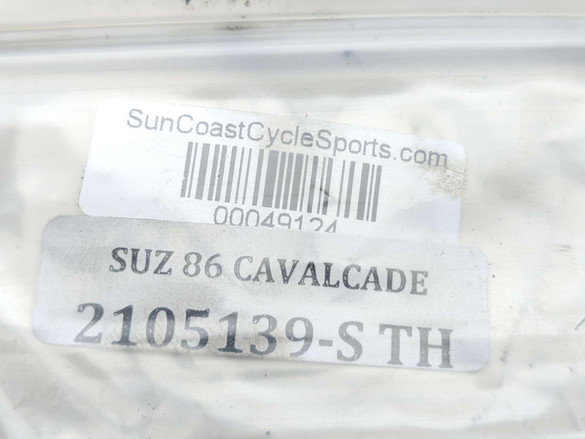 SunCoastCycleSports.com
00049124
SUZ 86 CAVALCADE
2105139-S TH